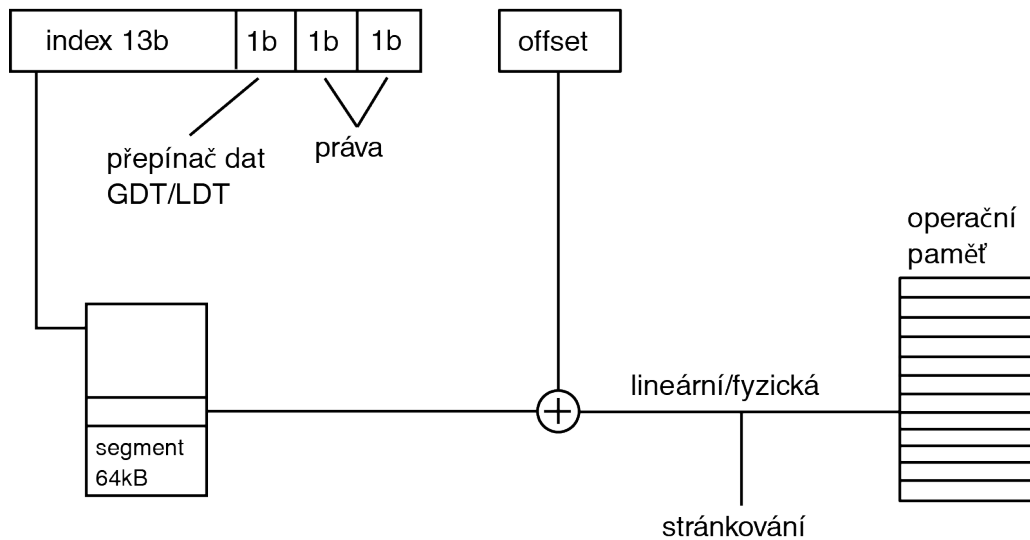 index 13b
1b
1b
1b
offset
přepínač dat
GDT/LDT
práva
operační
paměť
lineární/fyzická
segment
64kB
stránkování